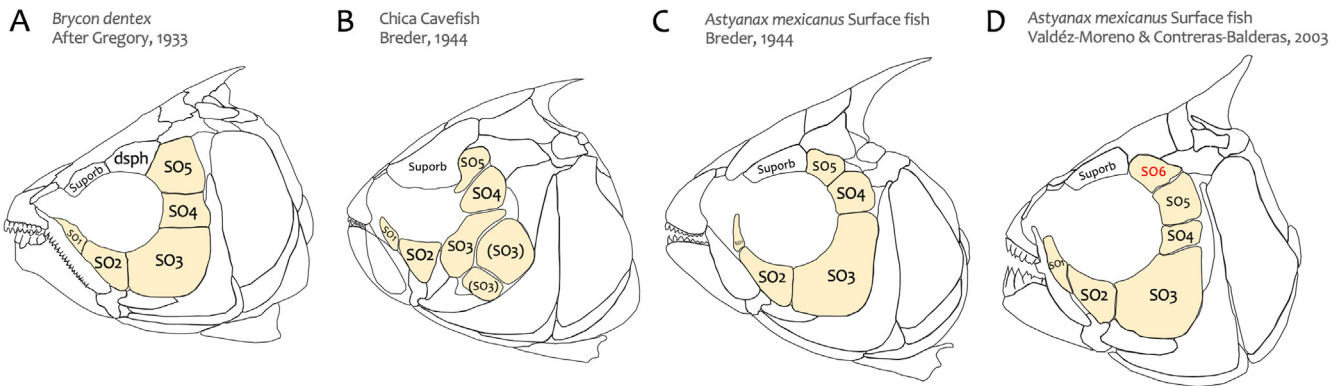 A
Brycon dentex
After Gregory, 1933
dsph
Suporb
SO5
SO4
SO1
SO2
SO3
B
Chica Cavefish
Breder, 1944
Suporb
SO5
SO4
SO1
SO2
SO3
(SO3)
(SO3)
C
Astyanax mexicanus Surface fish
Breder, 1944
Suporb
SO5
SO4
SO1
SO2
SO3
D
Astyanax mexicanus Surface fish
Valdéz-Moreno & Contreras-Balderas, 2003
Suporb
SO6
SO5
SO4
SO1
SO2
SO3